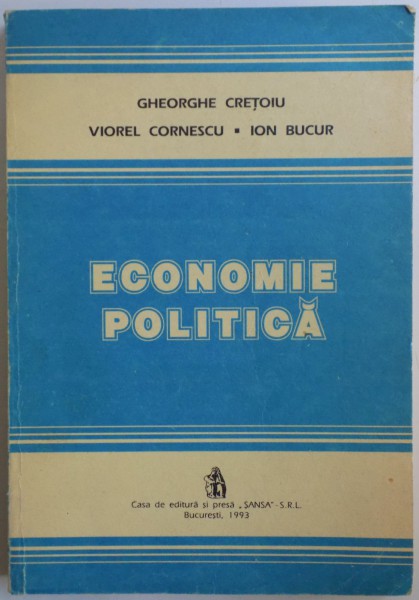 GHEORGHE CREȚOIU
VIOREL CORNESCU ▪ ION BUCUR
ECONOMIE
POLITICĂ
Casa de editură și presă „ȘANSA” - S.R.L.
București, 1993